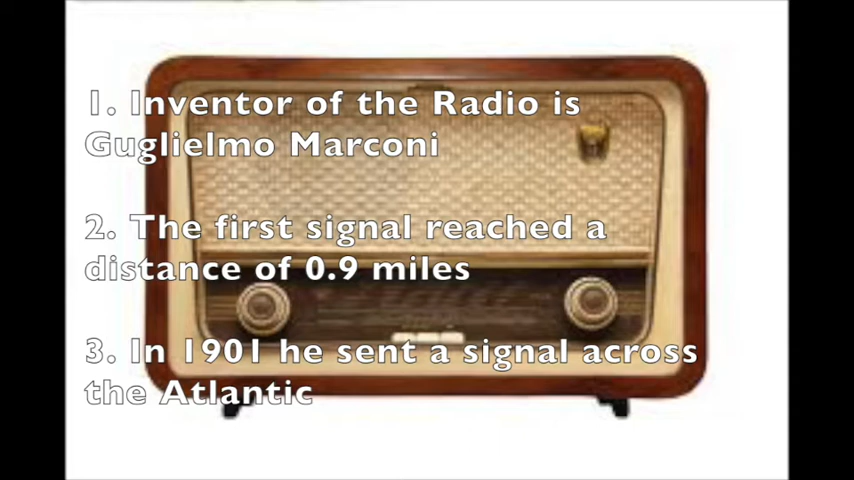 1. Inventor of the Radio is
Guglielmo Marconi
2. The first signal reached a
distance of 0.9 miles
3. In 1901 he sent a signal across
the Atlantic